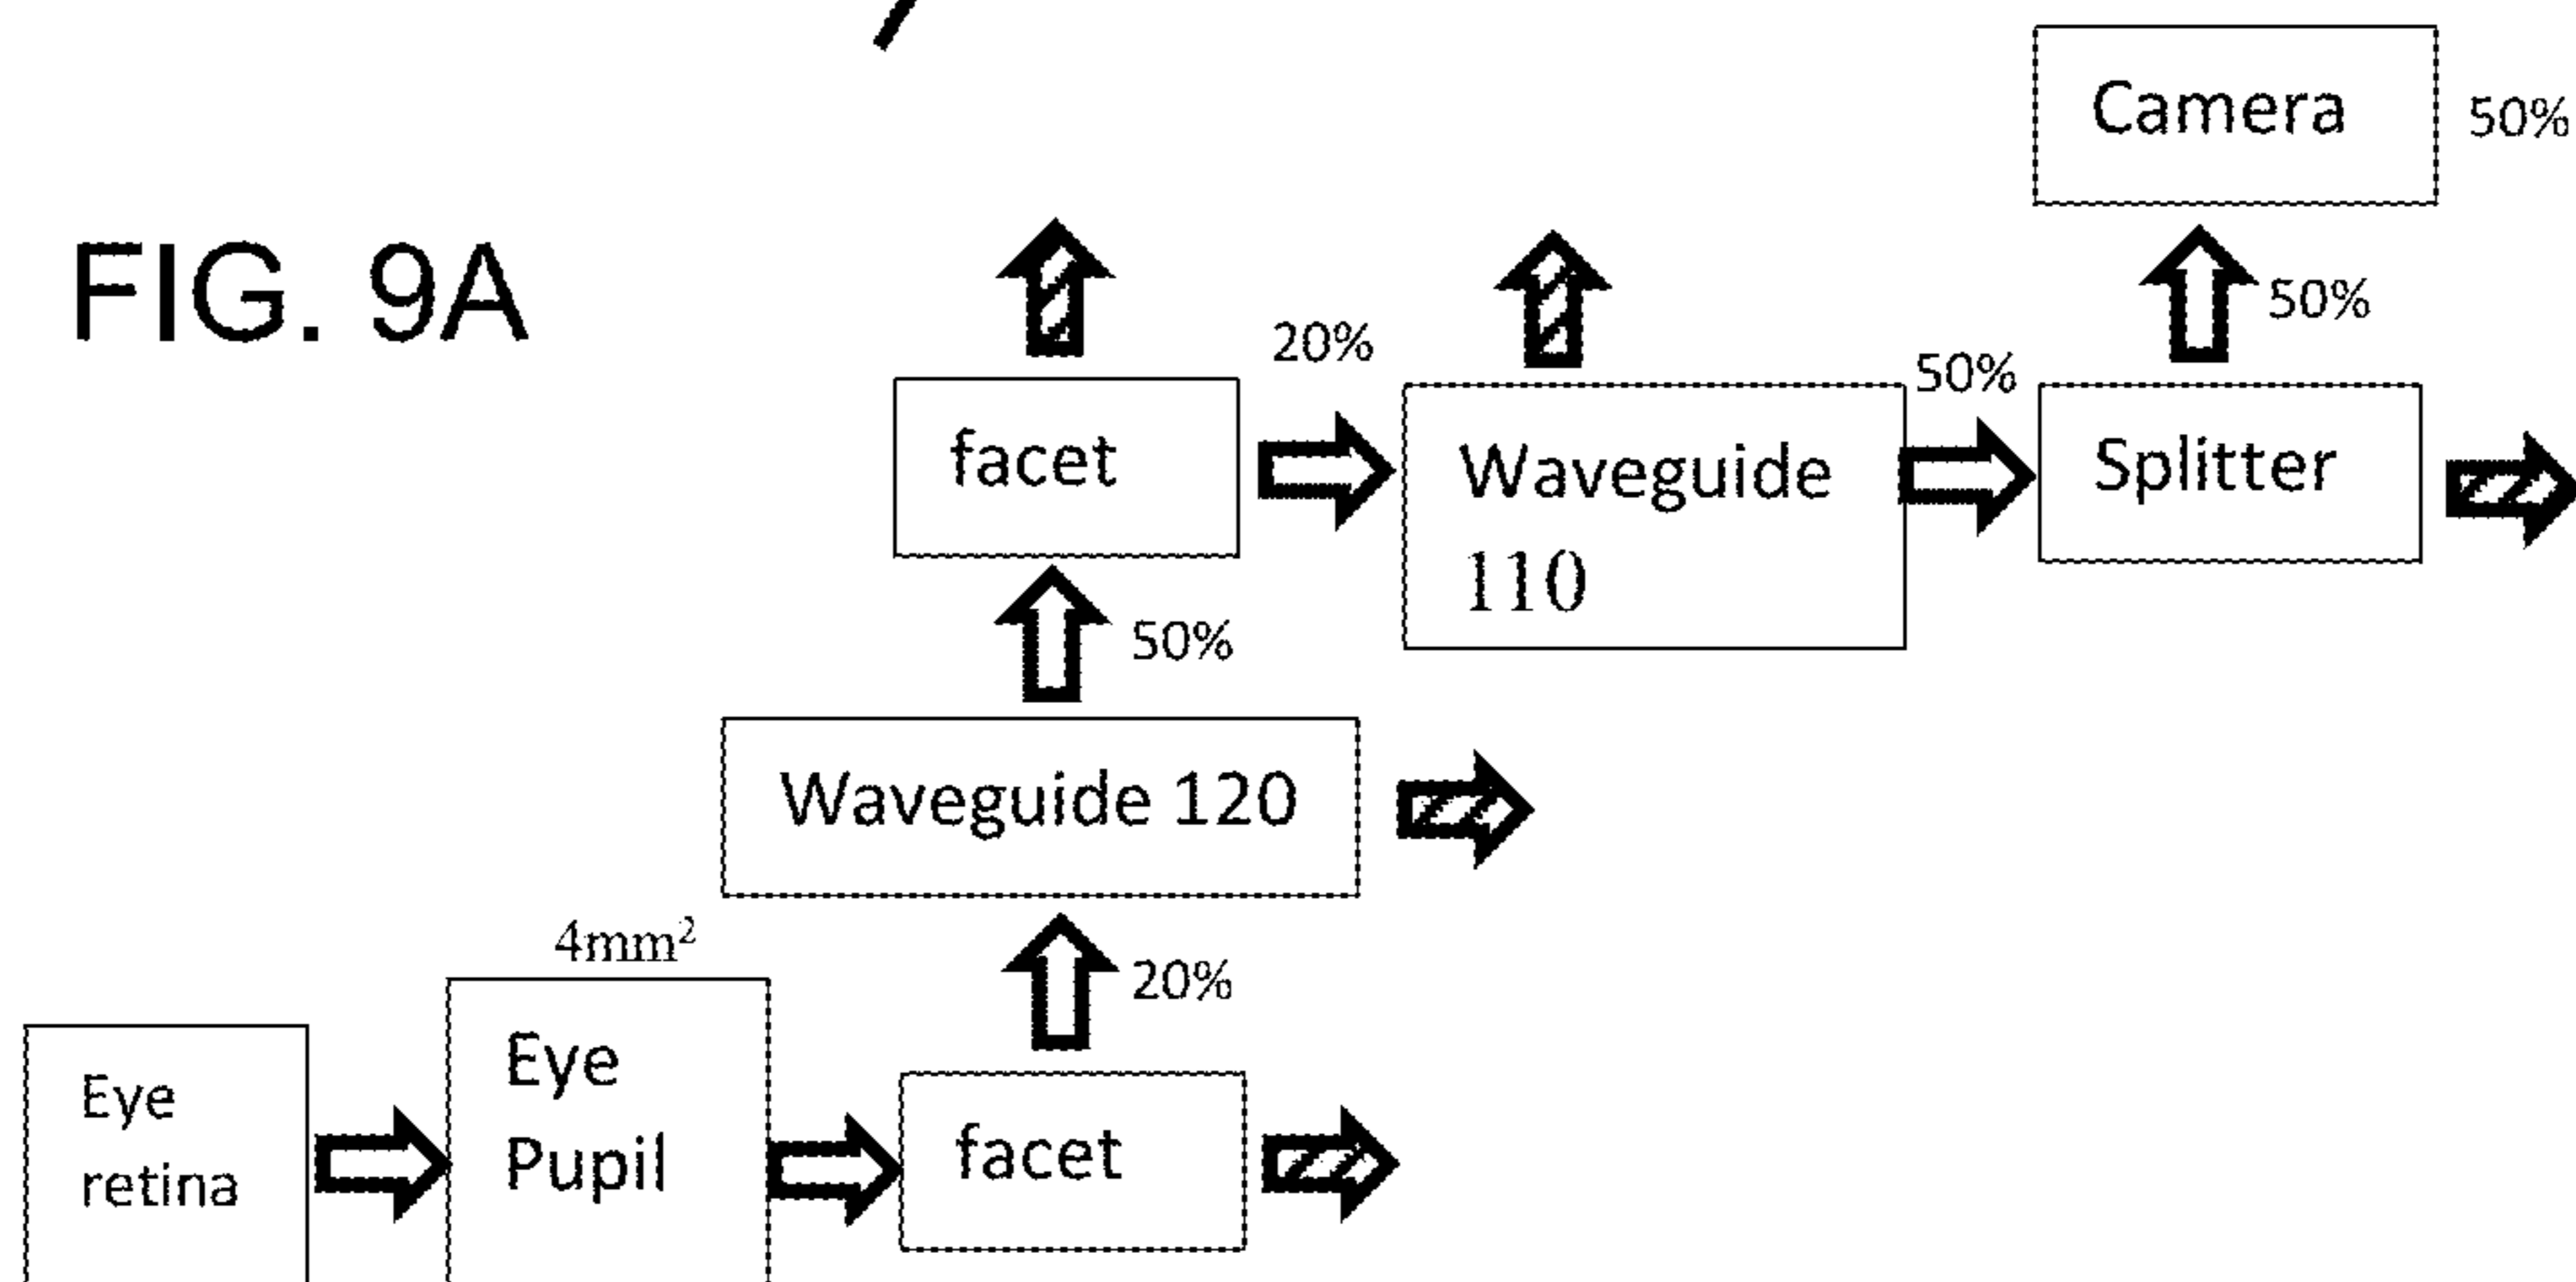 Camera
50%
FIG. 9A
50%
20%
50%
facet
Waveguide
110
Splitter
50%
Waveguide 120
4mm²
20%
Eye
retina
Eye
Pupil
facet